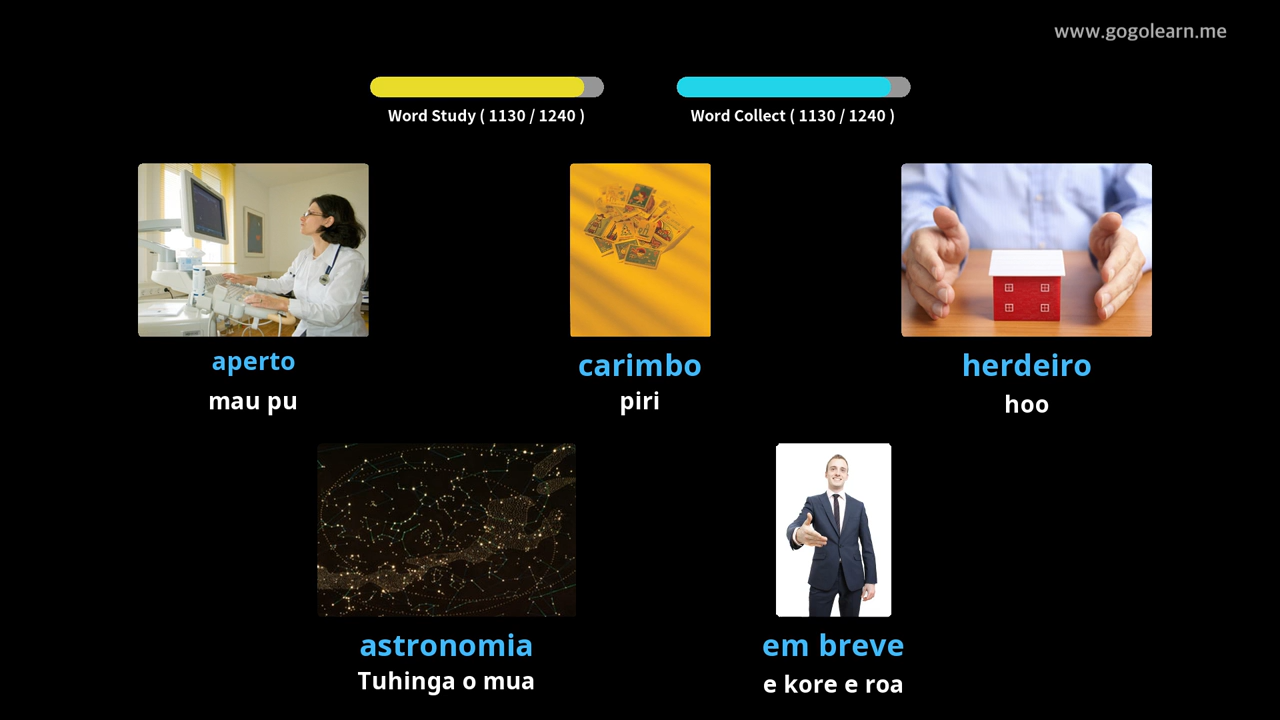 www.gogolearn.me
Word Study ( 1130 / 1240 )
Word Collect ( 1130 / 1240 )
aperto
mau pu
carimbo
piri
herdeiro
hoo
astronomia
Tuhinga o mua
em breve
e kore e roa